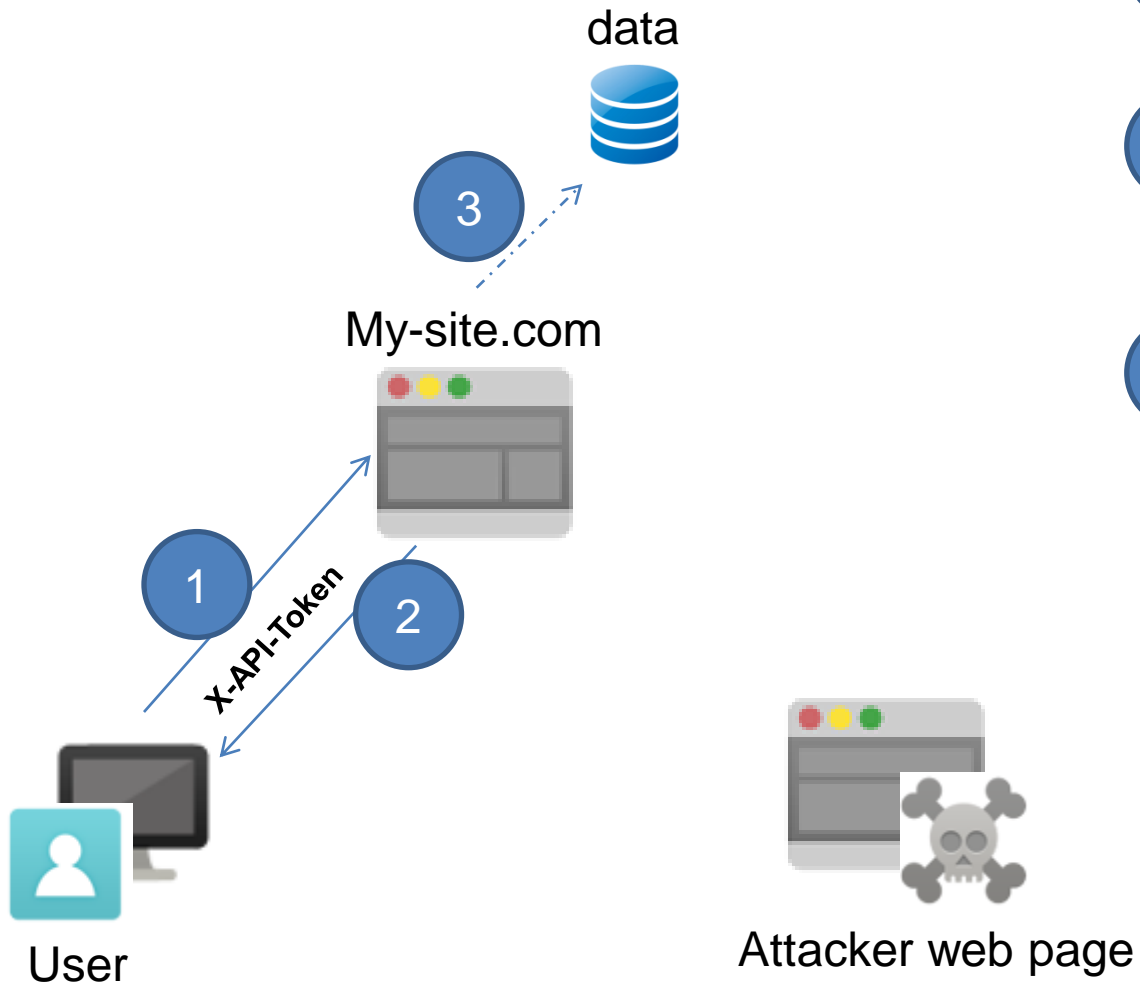 data
3
My-site.com
1
X-API-Token
2
User
Attacker web page